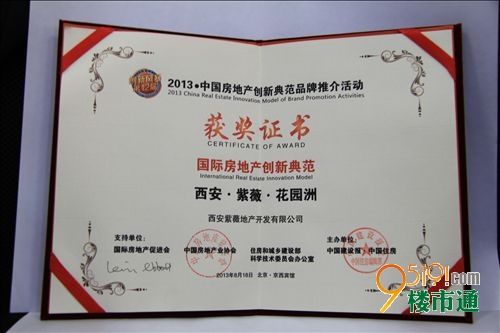 2013•中国房地产创新典范品牌推介活动
2013 China Real Estate Innovation Model of Brand Promotion Activities
获奖证书
CERTIFICATE OF AWARD
国际房地产创新典范
International Real Estate Innovation Model
西安·紫薇·花园洲
西安紫薇地产开发有限公司
支持单位：
主办单位：
国际房地产促进会 中国房地产业协会 住房和城乡建设部 中国建设报·中国住房
科学技术委员会办公室
2013年8月18日 北京·京西宾馆
95191.com
楼市通